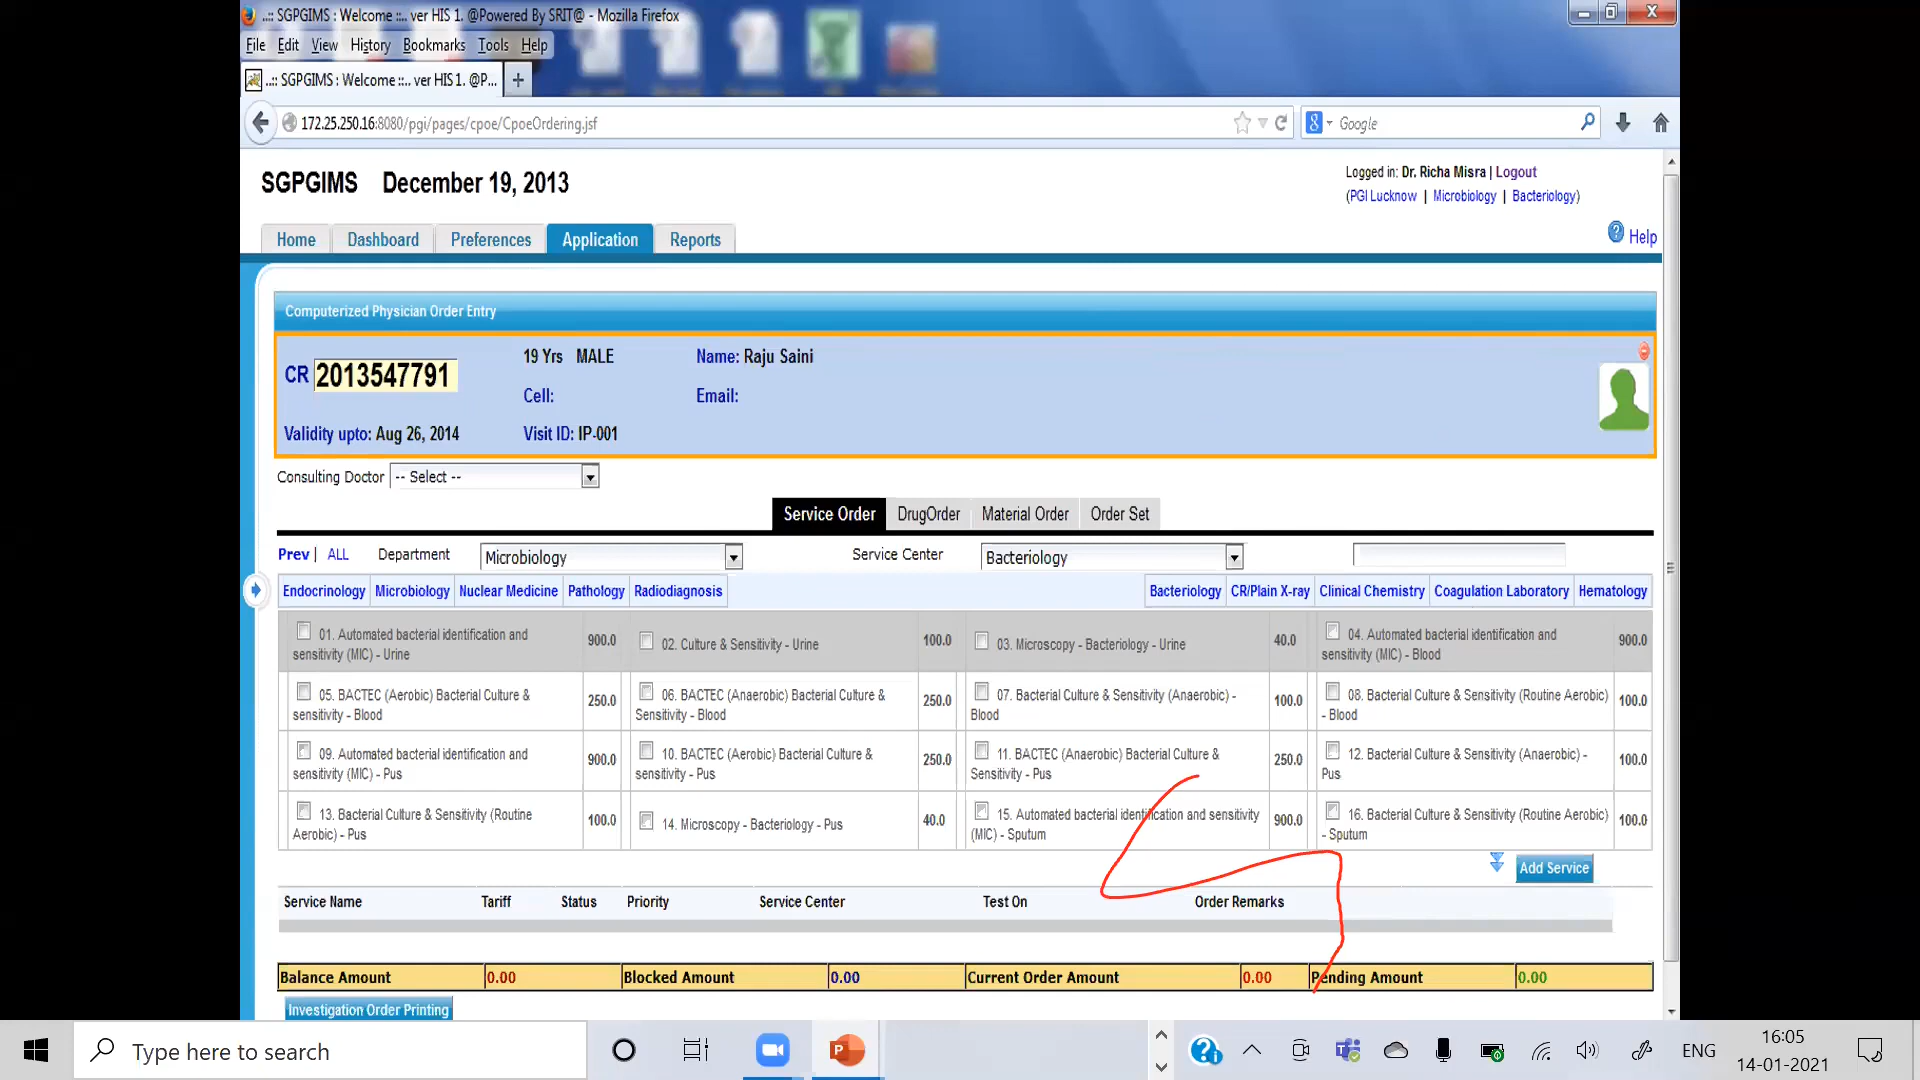 ..:: SGPGIMS : Welcome ::.. ver HIS 1. @Powered By SRIT@ - Mozilla Firefox
File Edit View History Bookmarks Tools Help
..:: SGPGIMS : Welcome ::.. ver HIS 1. @P... +
172.25.250.16:8080/pgi/pages/cpoe/CpoeOrdering.jsf 8 Google
SGPGIMS December 19, 2013
Logged in: Dr. Richa Misra | Logout
(PGI Lucknow | Microbiology | Bacteriology)
Home Dashboard Preferences Application Reports
? Help
Computerized Physician Order Entry
CR 2013547791
19 Yrs MALE Name: Raju Saini
Cell: Email:
Validity upto: Aug 26, 2014 Visit ID: IP-001
Consulting Doctor -- Select --
Service Order DrugOrder Material Order Order Set
Prev | ALL Department Microbiology Service Center Bacteriology
Endocrinology Microbiology Nuclear Medicine Pathology Radiodiagnosis Bacteriology CR/Plain X-ray Clinical Chemistry Coagulation Laboratory Hematology
01. Automated bacterial identification and
sensitivity (MIC) - Urine
900.0
02. Culture & Sensitivity - Urine
100.0
03. Microscopy - Bacteriology - Urine
40.0
04. Automated bacterial identification and
sensitivity (MIC) - Blood
900.0
05. BACTEC (Aerobic) Bacterial Culture &
sensitivity - Blood
250.0
06. BACTEC (Anaerobic) Bacterial Culture &
Sensitivity - Blood
250.0
07. Bacterial Culture & Sensitivity (Anaerobic) -
Blood
100.0
08. Bacterial Culture & Sensitivity (Routine Aerobic)
- Blood
100.0
09. Automated bacterial identification and
sensitivity (MIC) - Pus
900.0
10. BACTEC (Aerobic) Bacterial Culture &
sensitivity - Pus
250.0
11. BACTEC (Anaerobic) Bacterial Culture &
Sensitivity - Pus
250.0
12. Bacterial Culture & Sensitivity (Anaerobic) -
Pus
100.0
13. Bacterial Culture & Sensitivity (Routine
Aerobic) - Pus
100.0
14. Microscopy - Bacteriology - Pus
40.0
15. Automated bacterial identification and sensitivity
(MIC) - Sputum
900.0
16. Bacterial Culture & Sensitivity (Routine Aerobic)
- Sputum
100.0
Add Service
Service Name Tariff Status Priority Service Center Test On Order Remarks
Balance Amount 0.00 Blocked Amount 0.00 Current Order Amount 0.00 Pending Amount 0.00
Investigation Order Printing
Type here to search
ENG
16:05
14-01-2021